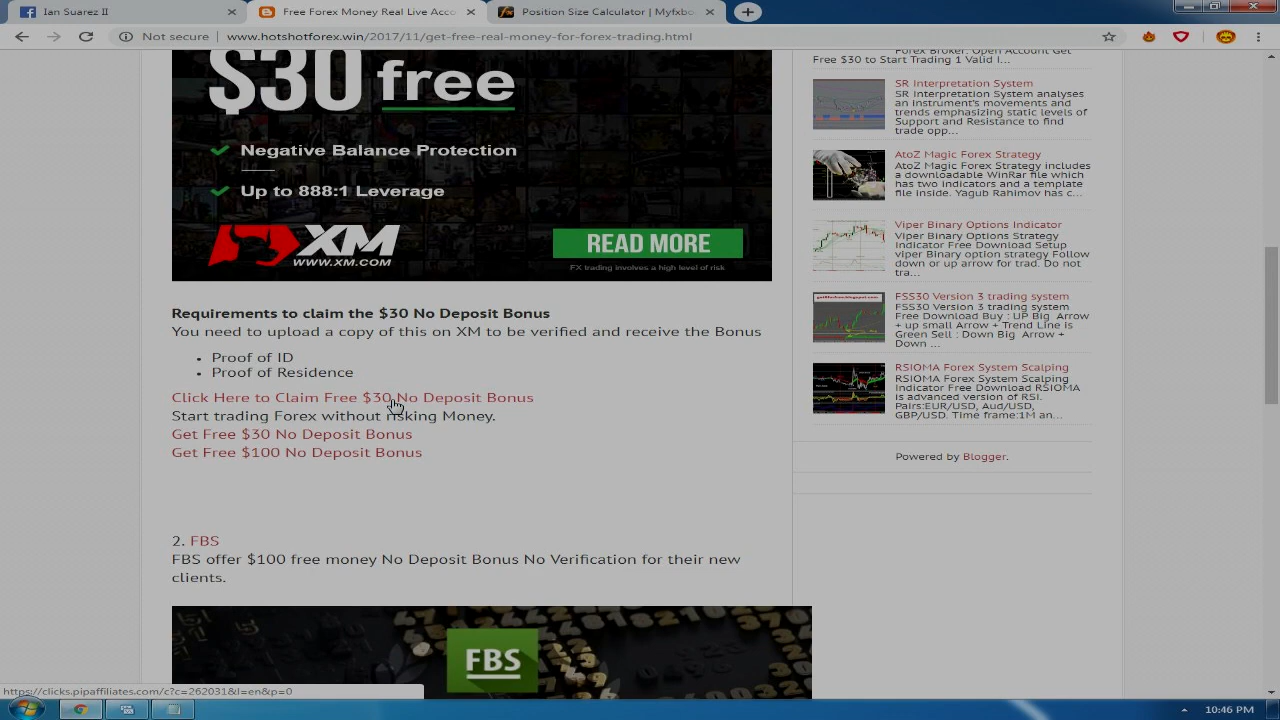 Ian Suarez II
Free Forex Money Real Live Acco
Position Size Calculator | Myfxbo
Not secure
www.hotshotforex.win/2017/11/get-free-real-money-for-forex-trading.html
$30 free
Negative Balance Protection
Up to 888:1 Leverage
XM
WWW.XM.COM
READ MORE
FX trading involves a high level of risk
Requirements to claim the $30 No Deposit Bonus
You need to upload a copy of this on XM to be verified and receive the Bonus
Proof of ID
Proof of Residence
Click Here to Claim Free $30 No Deposit Bonus
Start trading Forex without risking Money.
Get Free $30 No Deposit Bonus
Get Free $100 No Deposit Bonus
2. FBS
FBS offer $100 free money No Deposit Bonus No Verification for their new
clients.
FBS
Forex Broker. Open Account Get
Free $30 to Start Trading 1 Valid I...
SR Interpretation System
SR Interpretation System analyses
an instrument's movements and
trends emphasizing static levels of
Support and Resistance to find
trade opp...
AtoZ Magic Forex Strategy
AtoZ Magic Forex Strategy includes
a downloadable WinRar file which
has two indicators and a template
file inside. Yagub Rahimov has c...
Viper Binary Options Indicator
Viper Binary Options Strategy
Indicator Free Download Setup
viper Binary option strategy Follow
down or up arrow for trad. Do not
tra...
FSS30 Version 3 trading system
FSS30 Version 3 trading system
Free Download Buy : UP Big Arrow
+ up small Arrow + Trend Line is
Green Sell : Down Big Arrow +
Down ...
RSIOMA Forex System Scalping
RSIOMA Forex System Scalping
Indicator Free Download RSIOMA
is advanced version of RSI.
Pairs:EUR/USD, Aud/USD,
GBP/USD. Time frame:1M an...
Powered by Blogger.
https://clicks.pipaffiliates.com/c?c=262031&l=en&p=0
10:46 PM